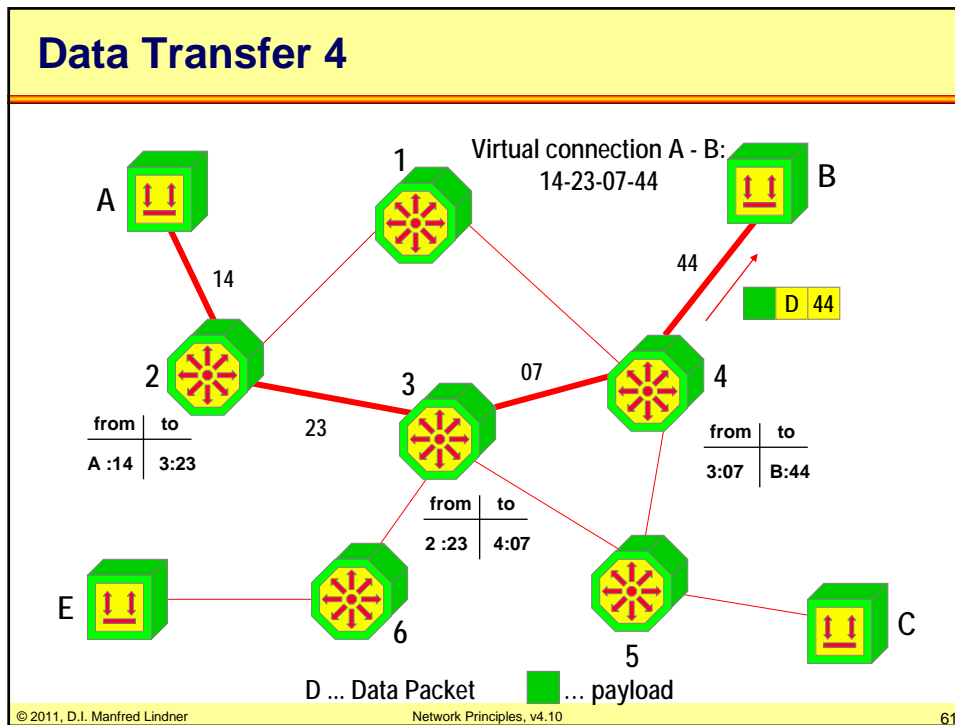 Data Transfer 4
Virtual connection A - B:
14-23-07-44
A
1
B
14
44
D 44
2
3
07
4
23
from to
A :14 3:23
from to
3:07 B:44
from to
2 :23 4:07
E
6
5
C
D ... Data Packet ... payload
© 2011, D.I. Manfred Lindner Network Principles, v4.10 61